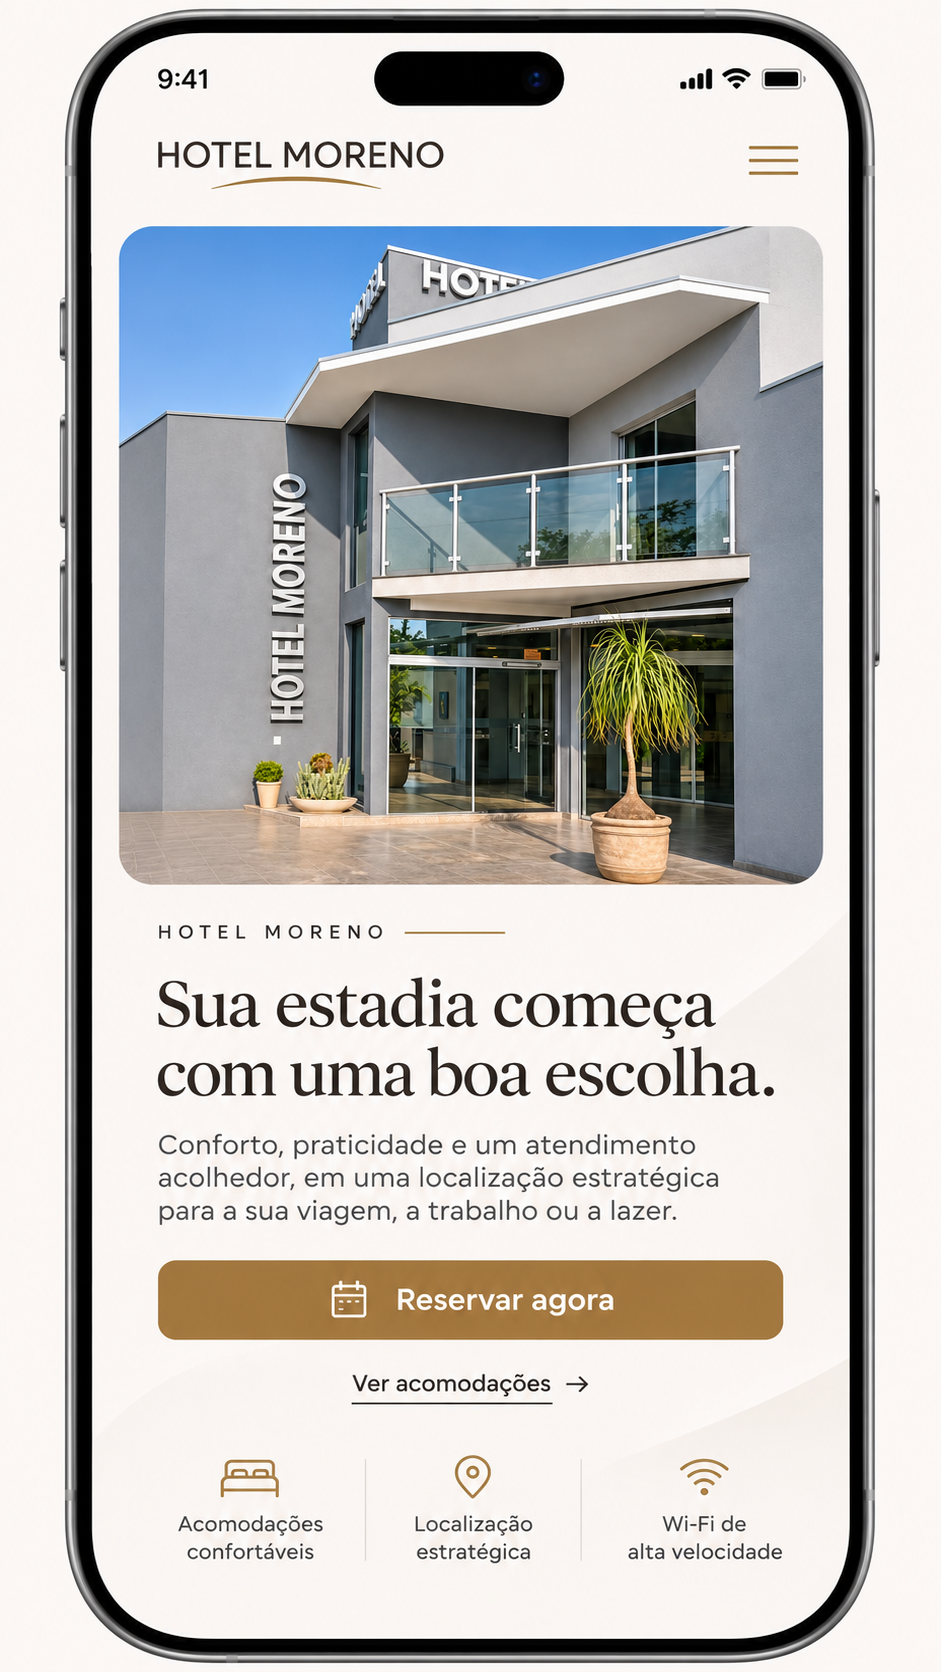 9:41
HOTEL MORENO
HOTEL
HOTEL
HOTEL MORENO
HOTEL MORENO
Sua estadia começa
com uma boa escolha.
Conforto, praticidade e um atendimento
acolhedor, em uma localização estratégica
para a sua viagem, a trabalho ou a lazer.
Reservar agora
Ver acomodações →
Acomodações
confortáveis
Localização
estratégica
Wi-Fi de
alta velocidade